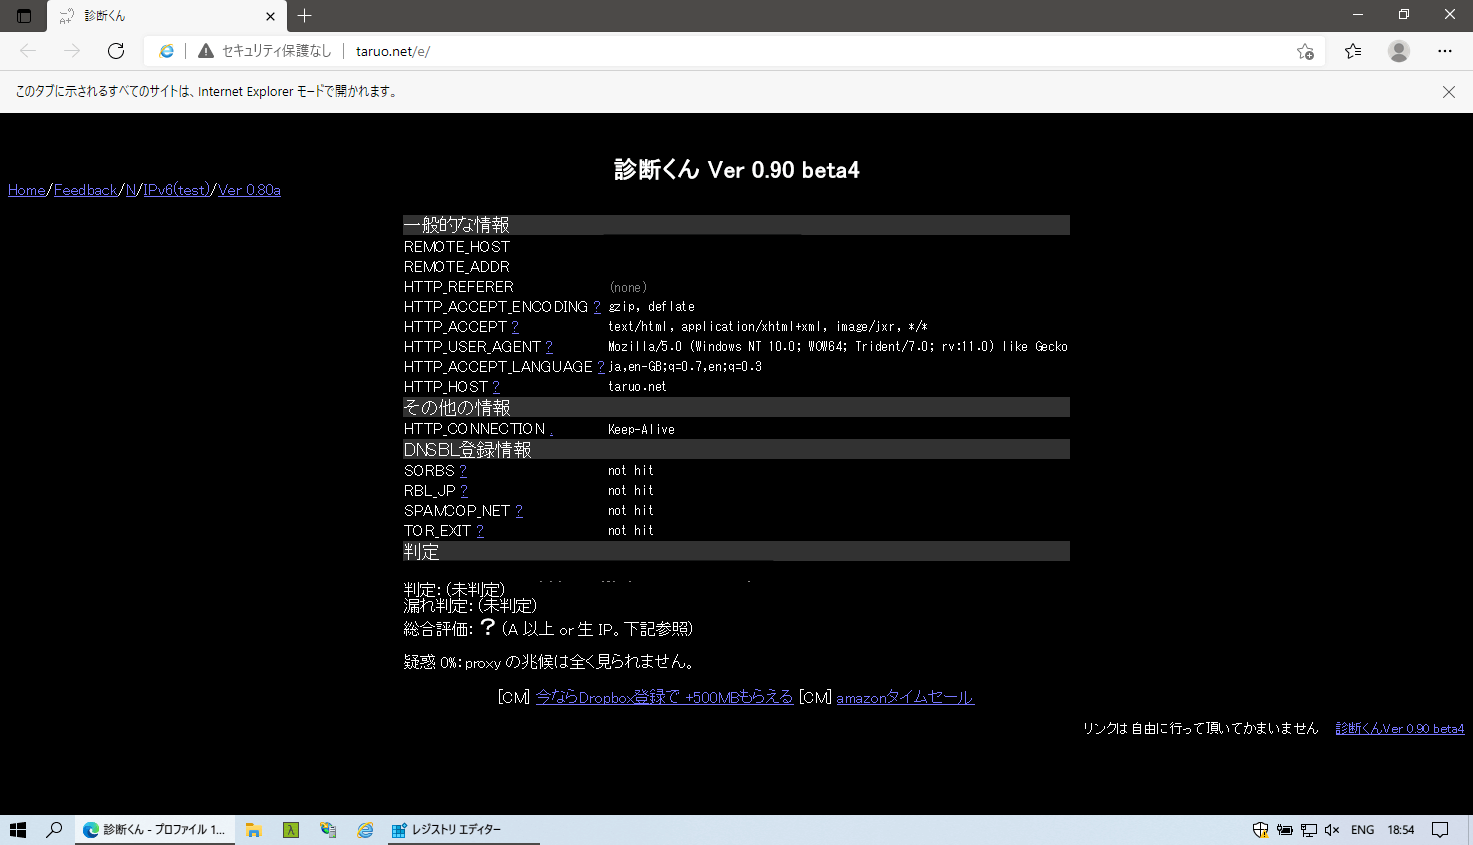 診断くん
セキュリティ保護なし
taruo.net/e/
このタブに示されるすべてのサイトは、Internet Explorer モードで開かれます。
診断くん Ver 0.90 beta4
Home/Feedback/N/IPv6(test)/Ver 0.80a
一般的な情報
REMOTE_HOST
REMOTE_ADDR
HTTP_REFERER (none)
HTTP_ACCEPT_ENCODING ? gzip, deflate
HTTP_ACCEPT ? text/html, application/xhtml+xml, image/jxr, */*
HTTP_USER_AGENT ? Mozilla/5.0 (Windows NT 10.0; WOW64; Trident/7.0; rv:11.0) like Gecko
HTTP_ACCEPT_LANGUAGE ? ja,en-GB;q=0.7,en;q=0.3
HTTP_HOST ? taruo.net
その他の情報
HTTP_CONNECTION . Keep-Alive
DNSBL登録情報
SORBS ? not hit
RBL_JP ? not hit
SPAMCOP_NET ? not hit
TOR_EXIT ? not hit
判定
判定: (未判定)
漏れ判定: (未判定)
総合評価: ? (A 以上 or 生 IP。下記参照)
疑惑 0%: proxy の兆候は全く見られません。
[CM] 今ならDropbox登録で +500MBもらえる [CM] amazonタイムセール
リンクは自由に行って頂いてかまいません 診断くんVer 0.90 beta4
診断くん - プロファイル 1...
レジストリ エディター
ENG
18:54